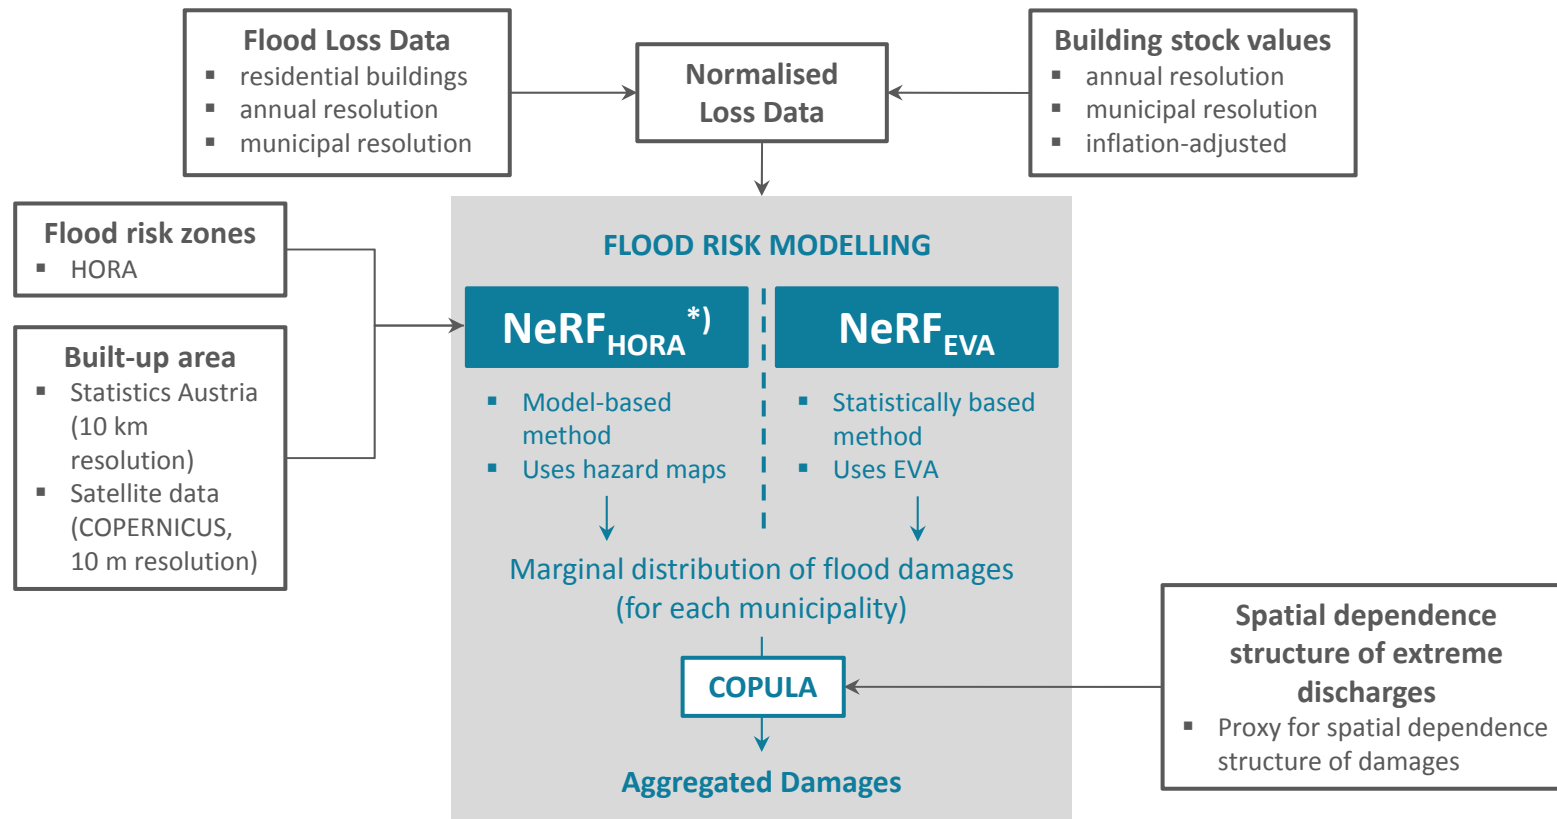 Flood Loss Data
▪ residential buildings
▪ annual resolution
▪ municipal resolution
Normalised
Loss Data
Building stock values
▪ annual resolution
▪ municipal resolution
▪ inflation-adjusted
Flood risk zones
▪ HORA
Built-up area
▪ Statistics Austria
(10 km
resolution)
▪ Satellite data
(COPERNICUS,
10 m resolution)
FLOOD RISK MODELLING
NeRF HORA *)
▪ Model-based
method
▪ Uses hazard maps
NeRF EVA
▪ Statistically based
method
▪ Uses EVA
Marginal distribution of flood damages
(for each municipality)
COPULA
Aggregated Damages
Spatial dependence
structure of extreme
discharges
▪ Proxy for spatial dependence
structure of damages